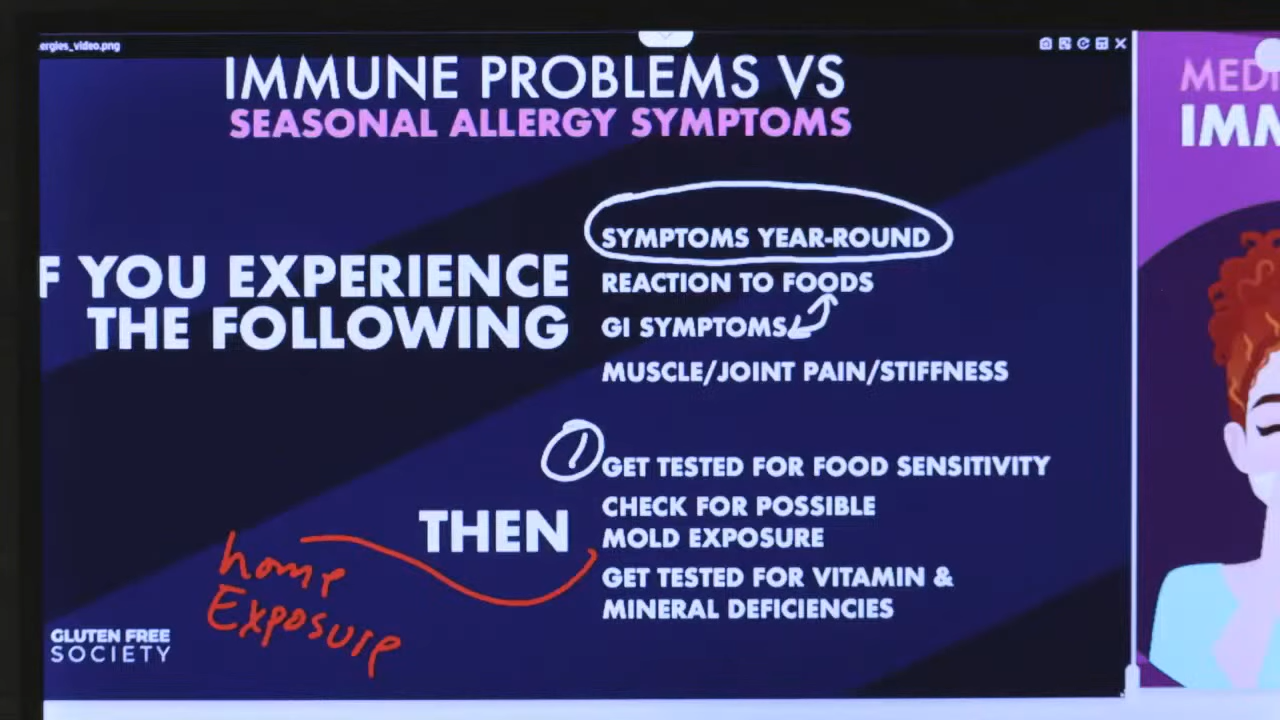 ergies_video.png
IMMUNE PROBLEMS VS
SEASONAL ALLERGY SYMPTOMS
F YOU EXPERIENCE
THE FOLLOWING
SYMPTOMS YEAR-ROUND
REACTION TO FOODS
GI SYMPTOMS
MUSCLE/JOINT PAIN/STIFFNESS
THEN
1
GET TESTED FOR FOOD SENSITIVITY
CHECK FOR POSSIBLE
MOLD EXPOSURE
GET TESTED FOR VITAMIN &
MINERAL DEFICIENCIES
home
Exposure
GLUTEN FREE
SOCIETY
MEDI
IMM